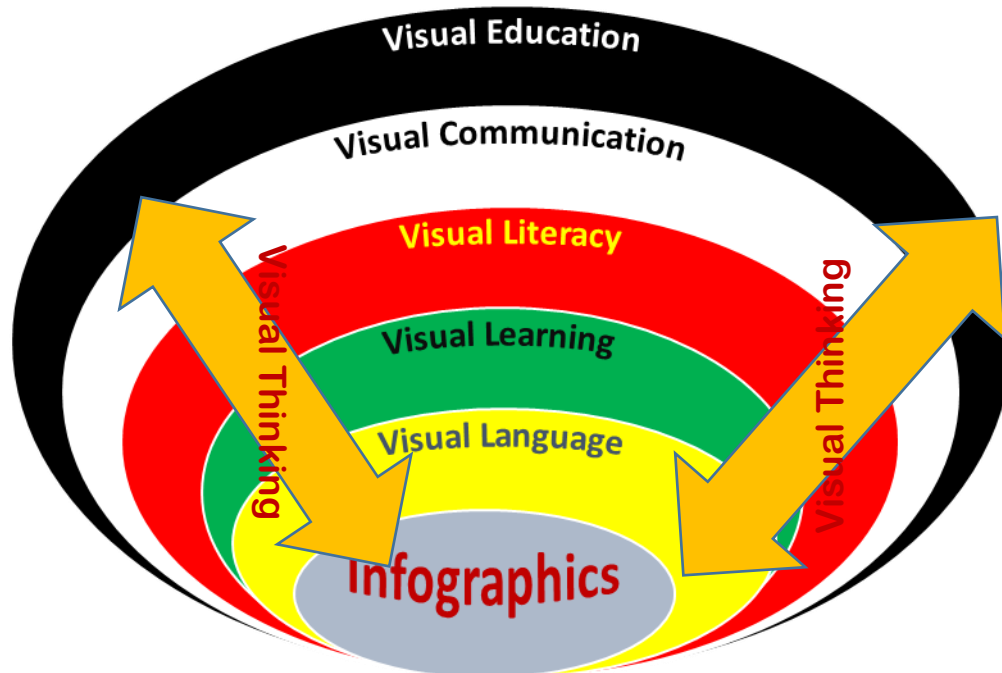 Visual Education
Visual Communication
Visual Literacy
Visual Learning
Visual Language
Infographics
Visual Thinking
Visual Thinking